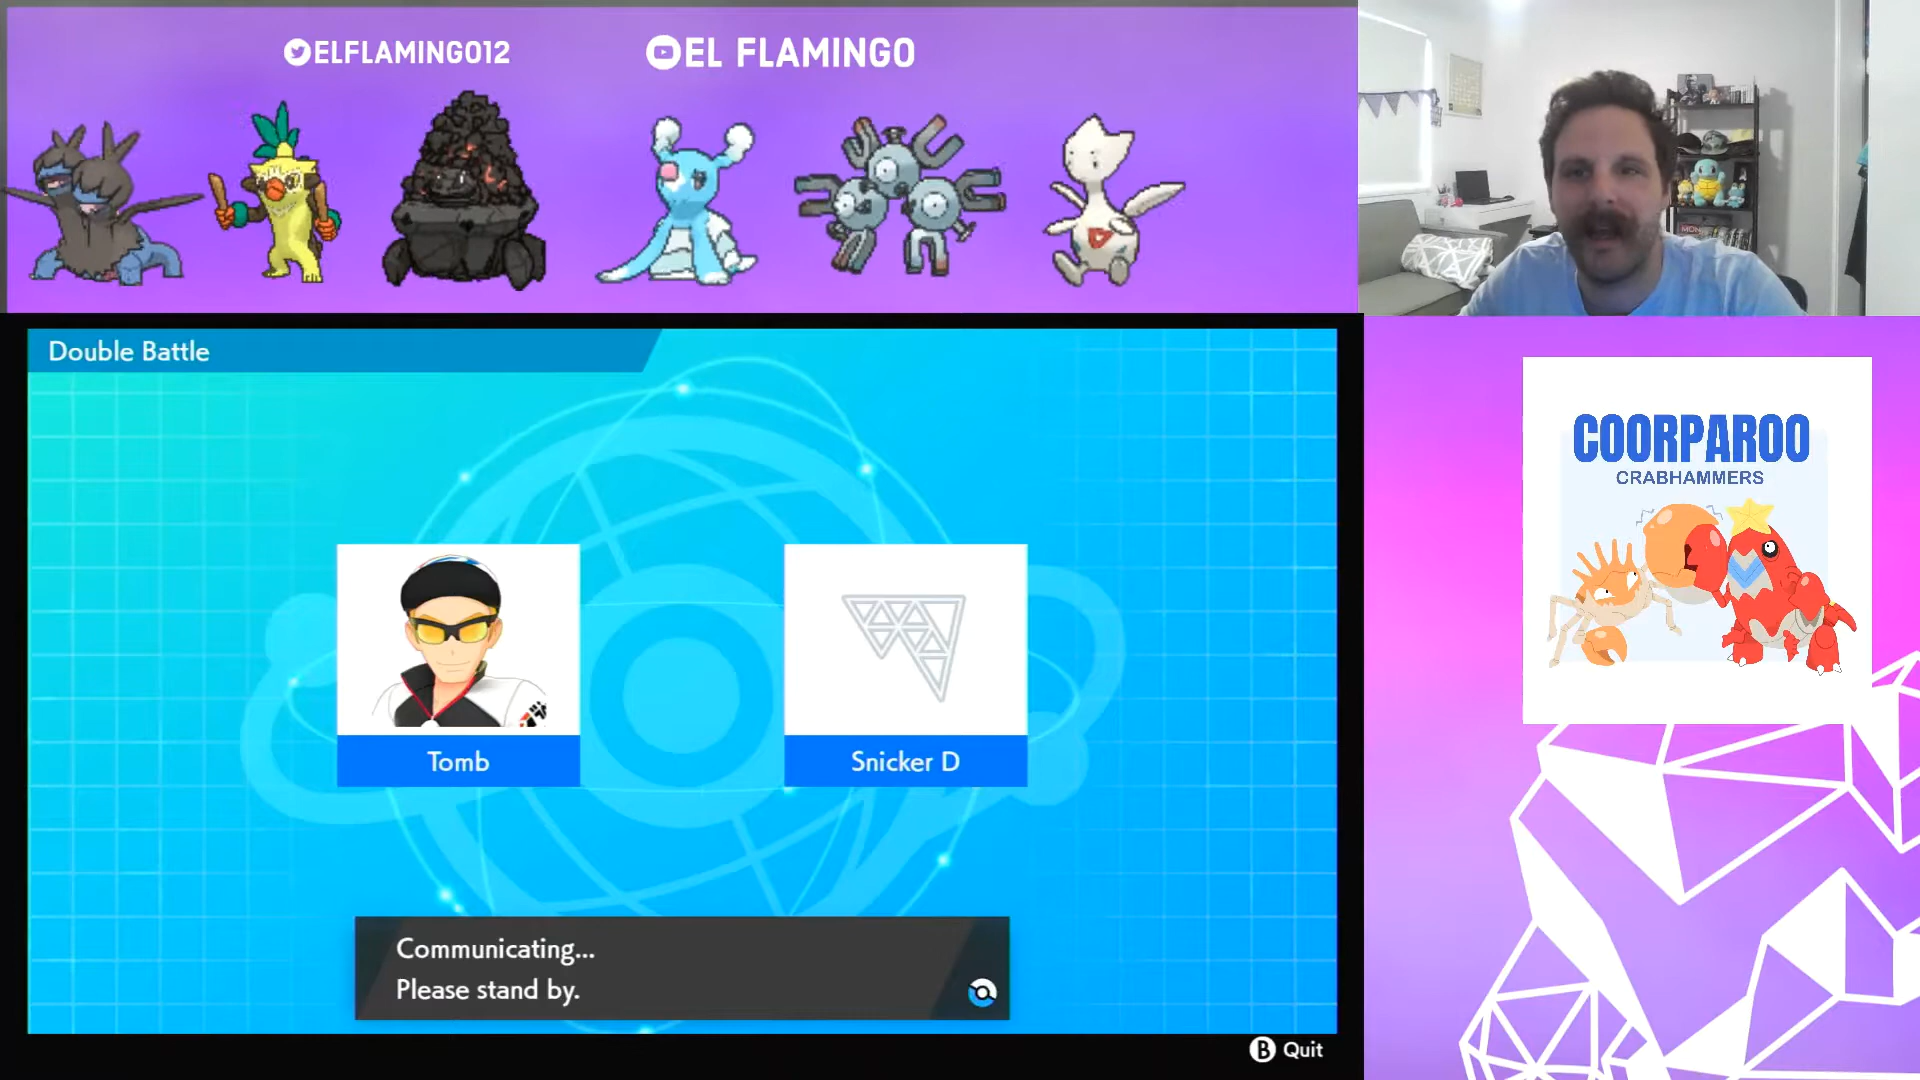 ELFLAMINGO12
EL FLAMINGO
Double Battle
COORPAROO
CRABHAMMERS
Tomb
Snicker D
Communicating...
Please stand by.
B Quit